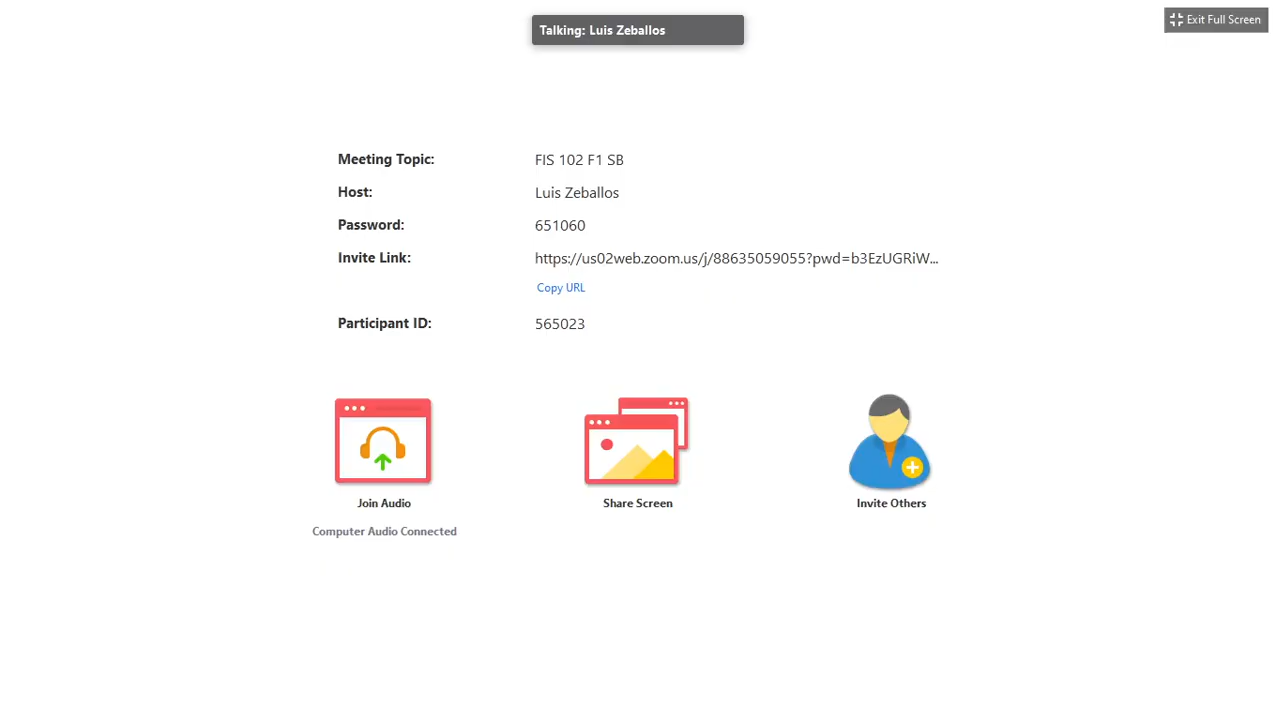 Talking: Luis Zeballos
Exit Full Screen
Meeting Topic: FIS 102 F1 SB
Host: Luis Zeballos
Password: 651060
Invite Link: https://us02web.zoom.us/j/88635059055?pwd=b3EzUGRiW...
Copy URL
Participant ID: 565023
Join Audio
Share Screen
Invite Others
Computer Audio Connected